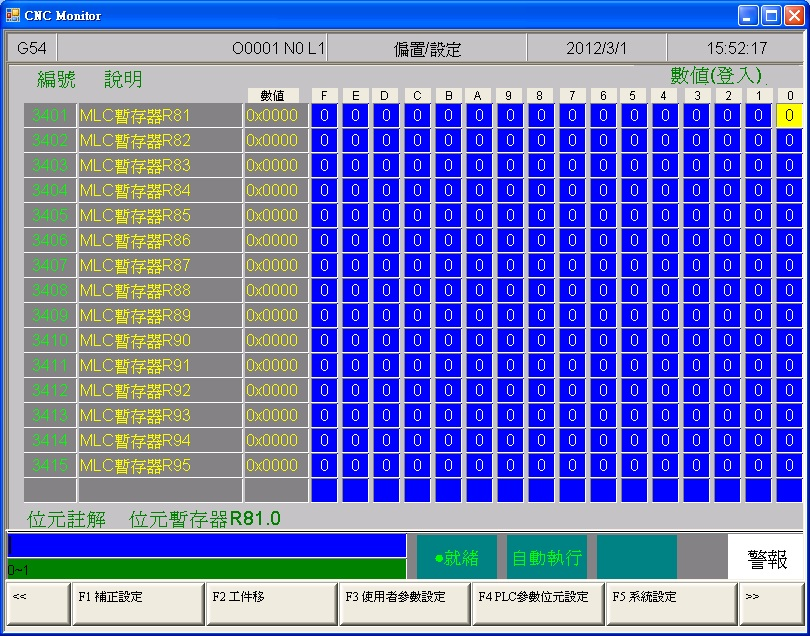 CNC Monitor
G54 O0001 N0 L1 偏置/設定 2012/3/1 15:52:17
編號 說明 數值(登入)
數值 F E D C B A 9 8 7 6 5 4 3 2 1 0
3401 MLC暫存器R81 0x0000 0 0 0 0 0 0 0 0 0 0 0 0 0 0 0 0
3402 MLC暫存器R82 0x0000 0 0 0 0 0 0 0 0 0 0 0 0 0 0 0 0
3403 MLC暫存器R83 0x0000 0 0 0 0 0 0 0 0 0 0 0 0 0 0 0 0
3404 MLC暫存器R84 0x0000 0 0 0 0 0 0 0 0 0 0 0 0 0 0 0 0
3405 MLC暫存器R85 0x0000 0 0 0 0 0 0 0 0 0 0 0 0 0 0 0 0
3406 MLC暫存器R86 0x0000 0 0 0 0 0 0 0 0 0 0 0 0 0 0 0 0
3407 MLC暫存器R87 0x0000 0 0 0 0 0 0 0 0 0 0 0 0 0 0 0 0
3408 MLC暫存器R88 0x0000 0 0 0 0 0 0 0 0 0 0 0 0 0 0 0 0
3409 MLC暫存器R89 0x0000 0 0 0 0 0 0 0 0 0 0 0 0 0 0 0 0
3410 MLC暫存器R90 0x0000 0 0 0 0 0 0 0 0 0 0 0 0 0 0 0 0
3411 MLC暫存器R91 0x0000 0 0 0 0 0 0 0 0 0 0 0 0 0 0 0 0
3412 MLC暫存器R92 0x0000 0 0 0 0 0 0 0 0 0 0 0 0 0 0 0 0
3413 MLC暫存器R93 0x0000 0 0 0 0 0 0 0 0 0 0 0 0 0 0 0 0
3414 MLC暫存器R94 0x0000 0 0 0 0 0 0 0 0 0 0 0 0 0 0 0 0
3415 MLC暫存器R95 0x0000 0 0 0 0 0 0 0 0 0 0 0 0 0 0 0 0
位元註解 位元暫存器R81.0
●就緒 自動執行 警報
0~1
<< F1 補正設定 F2 工件移 F3 使用者參數設定 F4 PLC參數位元設定 F5 系統設定 >>